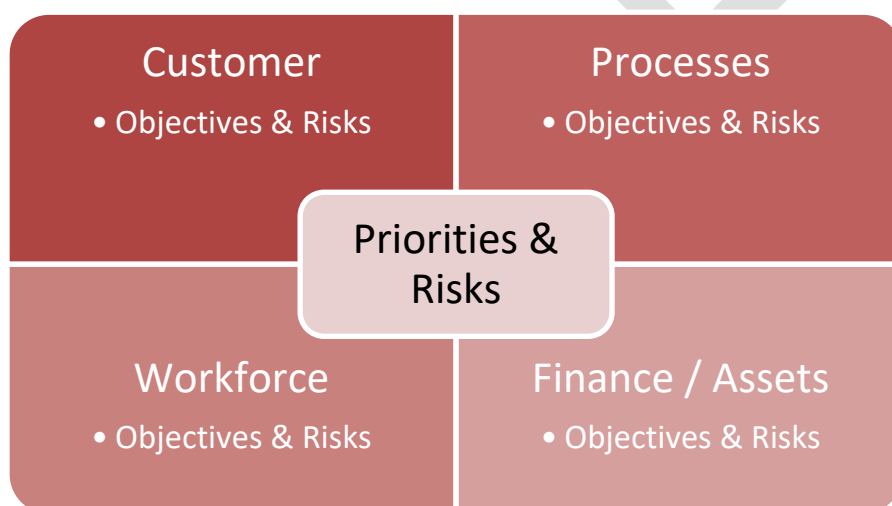 Customer
• Objectives & Risks
Processes
• Objectives & Risks
Priorities &
Risks
Workforce
• Objectives & Risks
Finance / Assets
• Objectives & Risks